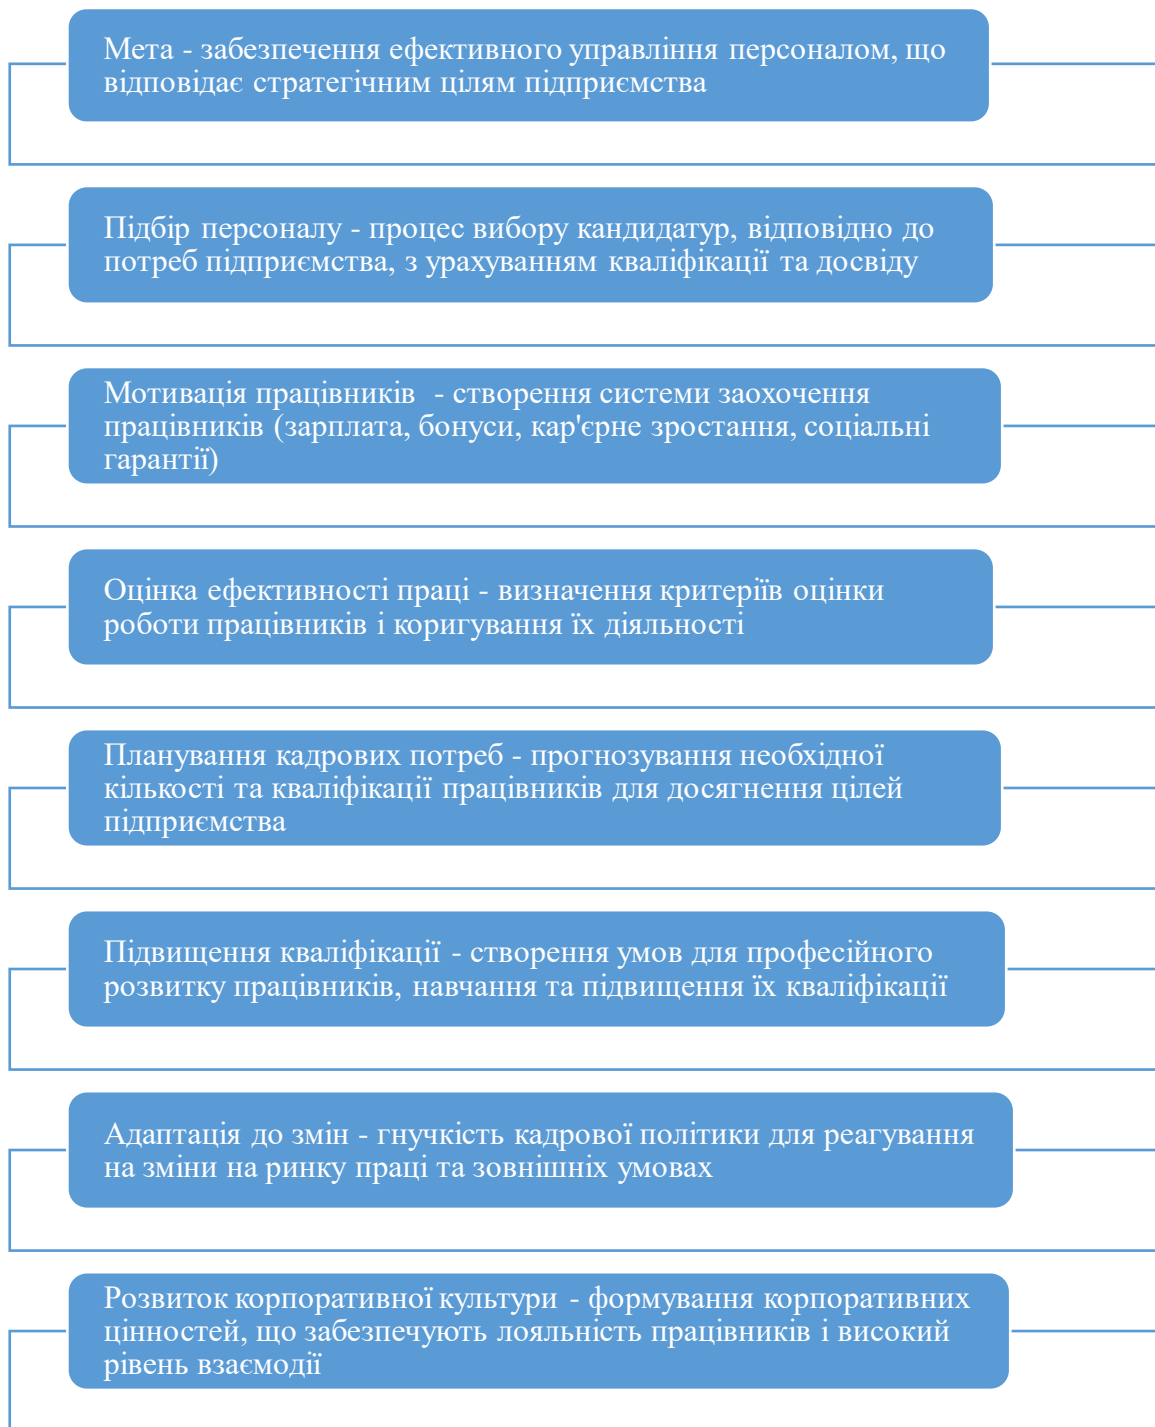 Мета - забезпечення ефективного управління персоналом, що
відповідає стратегічним цілям підприємства
Підбір персоналу - процес вибору кандидатур, відповідно до
потреб підприємства, з урахуванням кваліфікації та досвіду
Мотивація працівників - створення системи заохочення
працівників (зарплата, бонуси, кар'єрне зростання, соціальні
гарантії)
Оцінка ефективності праці - визначення критеріїв оцінки
роботи працівників і коригування їх діяльності
Планування кадрових потреб - прогнозування необхідної
кількості та кваліфікації працівників для досягнення цілей
підприємства
Підвищення кваліфікації - створення умов для професійного
розвитку працівників, навчання та підвищення їх кваліфікації
Адаптація до змін - гнучкість кадрової політики для реагування
на зміни на ринку праці та зовнішніх умовах
Розвиток корпоративної культури - формування корпоративних
цінностей, що забезпечують лояльність працівників і високий
рівень взаємодії